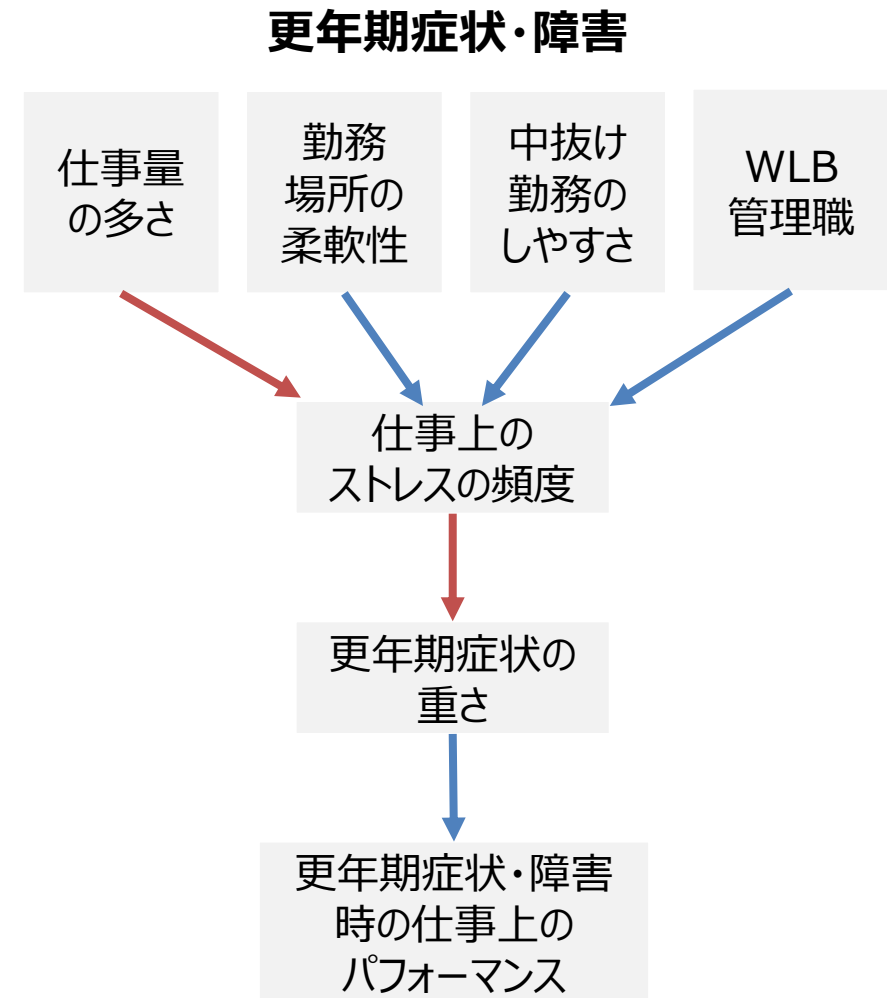 更年期症状・障害
仕事量
の多さ
勤務
場所の
柔軟性
中抜け
勤務の
しやすさ
WLB
管理職
仕事上の
ストレスの頻度
更年期症状の
重さ
更年期症状・障害
時の仕事上の
パフォーマンス